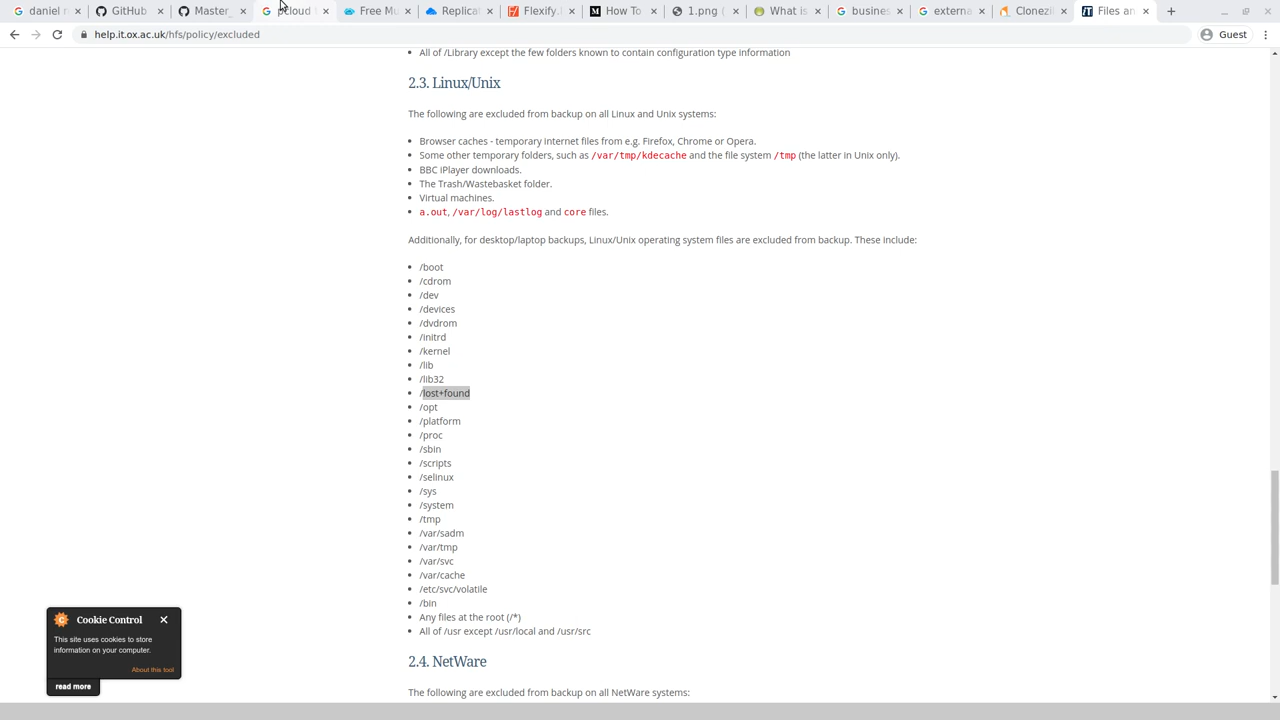 daniel r
GitHub
Master_
pcloud
Free Mu
Replicat
Flexify.I
How To
1.png (
What is
busines
externa
Clonezil
Files an
help.it.ox.ac.uk/hfs/policy/excluded
Guest
All of /Library except the few folders known to contain configuration type information
2.3. Linux/Unix
The following are excluded from backup on all Linux and Unix systems:
Browser caches - temporary internet files from e.g. Firefox, Chrome or Opera.
Some other temporary folders, such as /var/tmp/kdecache and the file system /tmp (the latter in Unix only).
BBC iPlayer downloads.
The Trash/Wastebasket folder.
Virtual machines.
a.out, /var/log/lastlog and core files.
Additionally, for desktop/laptop backups, Linux/Unix operating system files are excluded from backup. These include:
/boot
/cdrom
/dev
/devices
/dvdrom
/initrd
/kernel
/lib
/lib32
/lost+found
/opt
/platform
/proc
/sbin
/scripts
/selinux
/sys
/system
/tmp
/var/sadm
/var/tmp
/var/svc
/var/cache
/etc/svc/volatile
/bin
Any files at the root (/*)
All of /usr except /usr/local and /usr/src
2.4. NetWare
The following are excluded from backup on all NetWare systems:
Cookie Control
This site uses cookies to store
information on your computer.
About this tool
read more